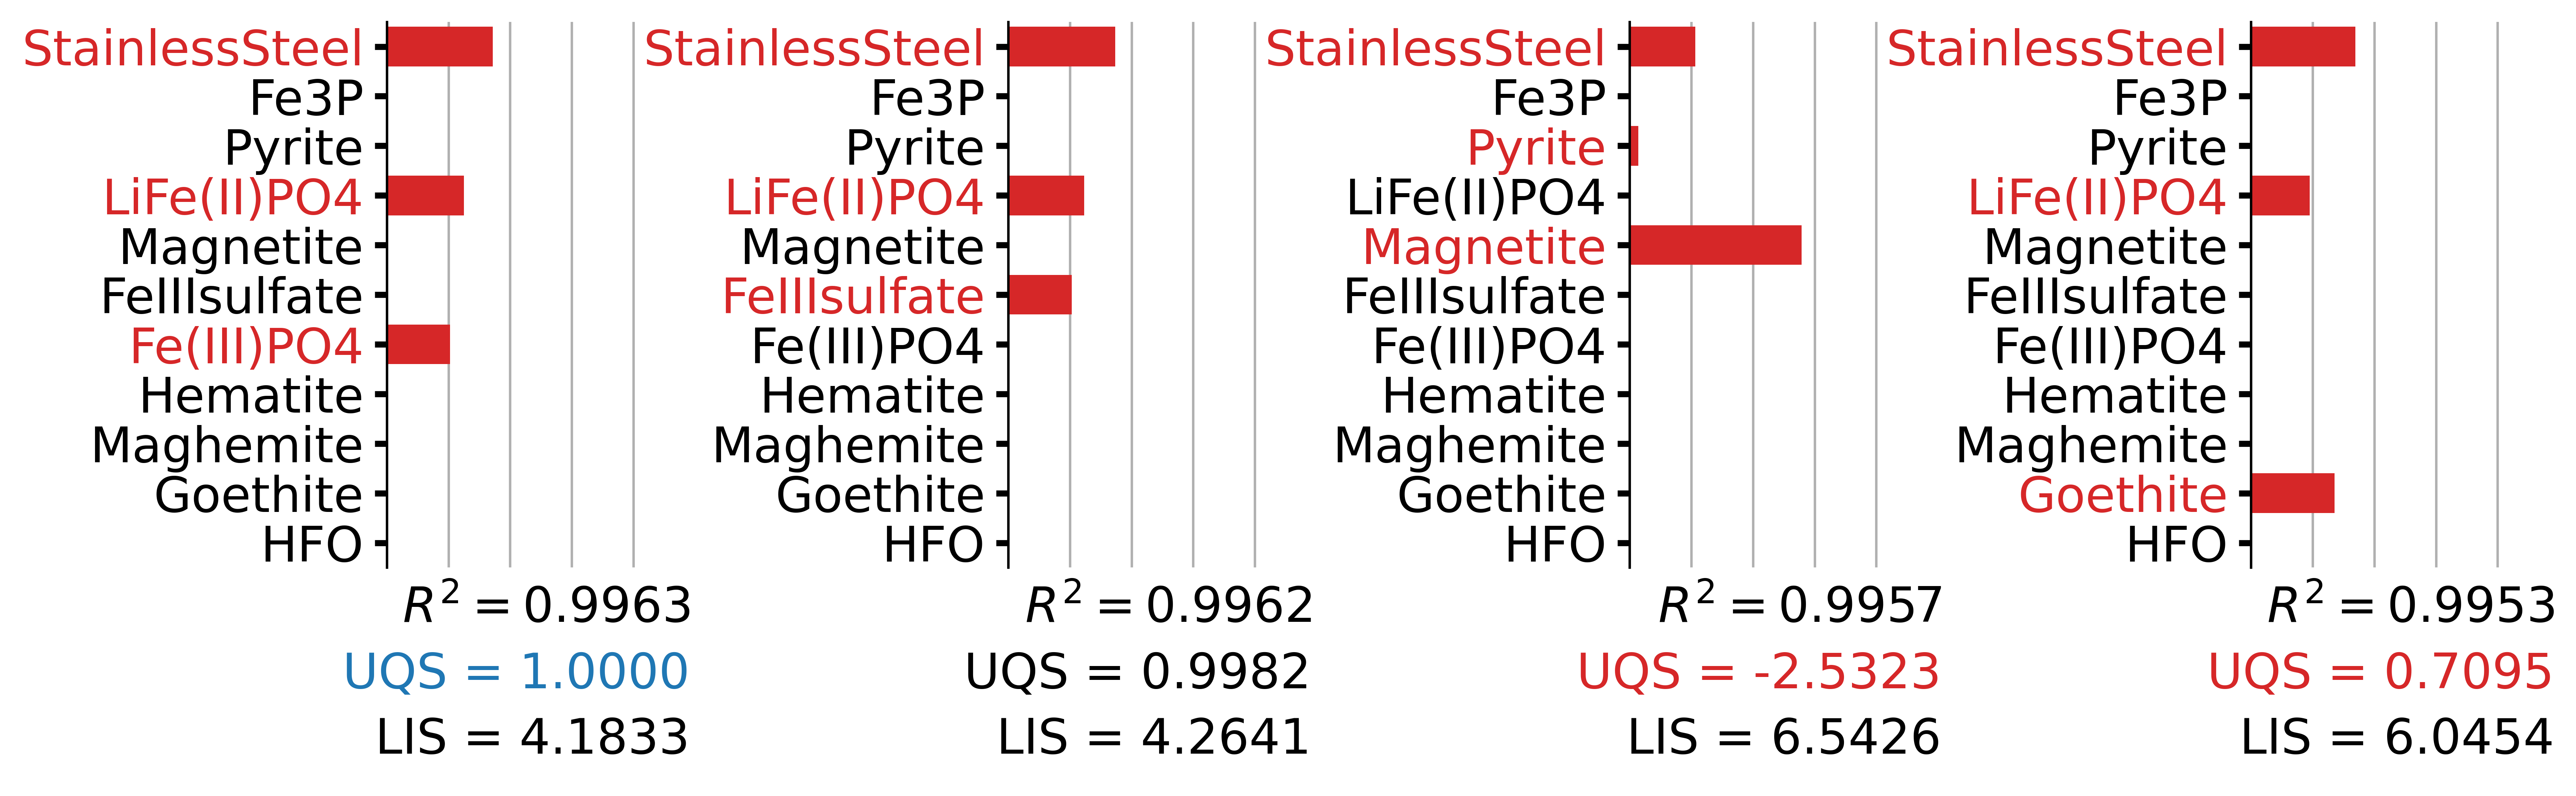 StainlessSteel
Fe3P
Pyrite
LiFe(II)PO4
Magnetite
FeIIIsulfate
Fe(III)PO4
Hematite
Maghemite
Goethite
HFO
R² = 0.9963
UQS = 1.0000
LIS = 4.1833
StainlessSteel
Fe3P
Pyrite
LiFe(II)PO4
Magnetite
FeIIIsulfate
Fe(III)PO4
Hematite
Maghemite
Goethite
HFO
R² = 0.9962
UQS = 0.9982
LIS = 4.2641
StainlessSteel
Fe3P
Pyrite
LiFe(II)PO4
Magnetite
FeIIIsulfate
Fe(III)PO4
Hematite
Maghemite
Goethite
HFO
R² = 0.9957
UQS = -2.5323
LIS = 6.5426
StainlessSteel
Fe3P
Pyrite
LiFe(II)PO4
Magnetite
FeIIIsulfate
Fe(III)PO4
Hematite
Maghemite
Goethite
HFO
R² = 0.9953
UQS = 0.7095
LIS = 6.0454